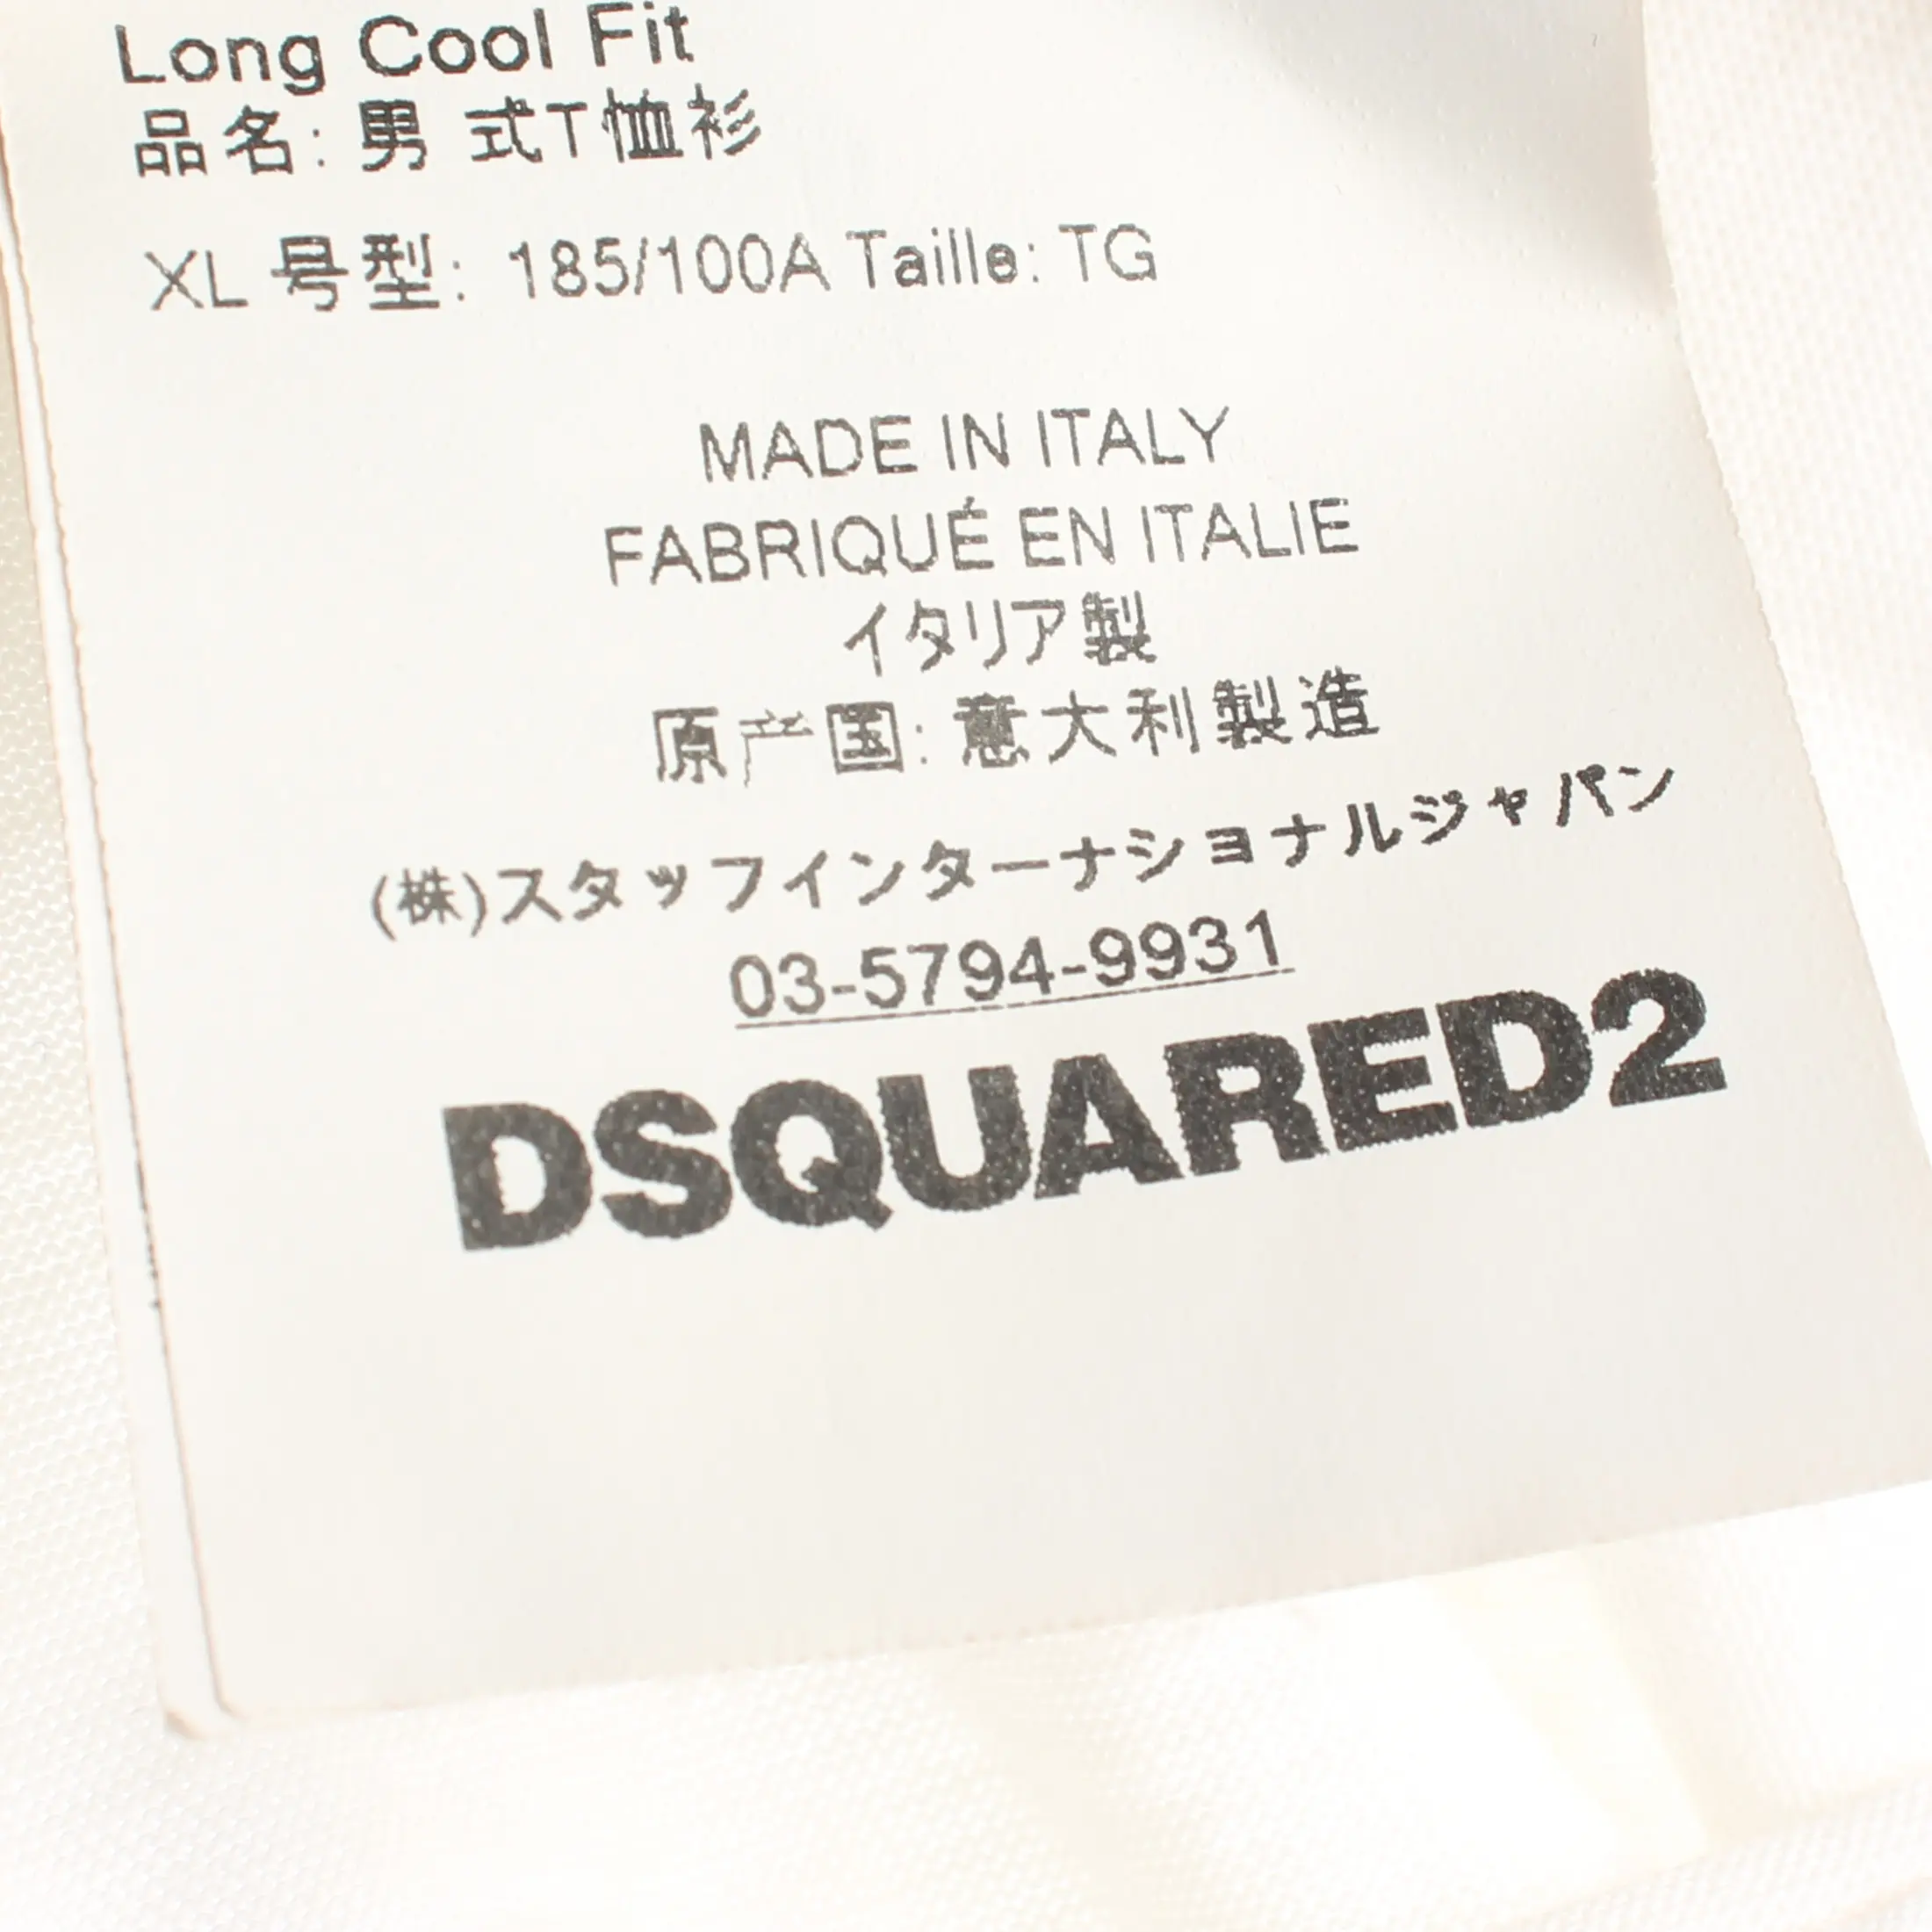 Long Cool Fit
品名: 男 式T恤衫
XL 号型: 185/100A Taille: TG
MADE IN ITALY
FABRIQUÉ EN ITALIE
イタリア製
原产国: 意大利製造
(株)スタッフインターナショナルジャパン
03-5794-9931
DSQUARED2